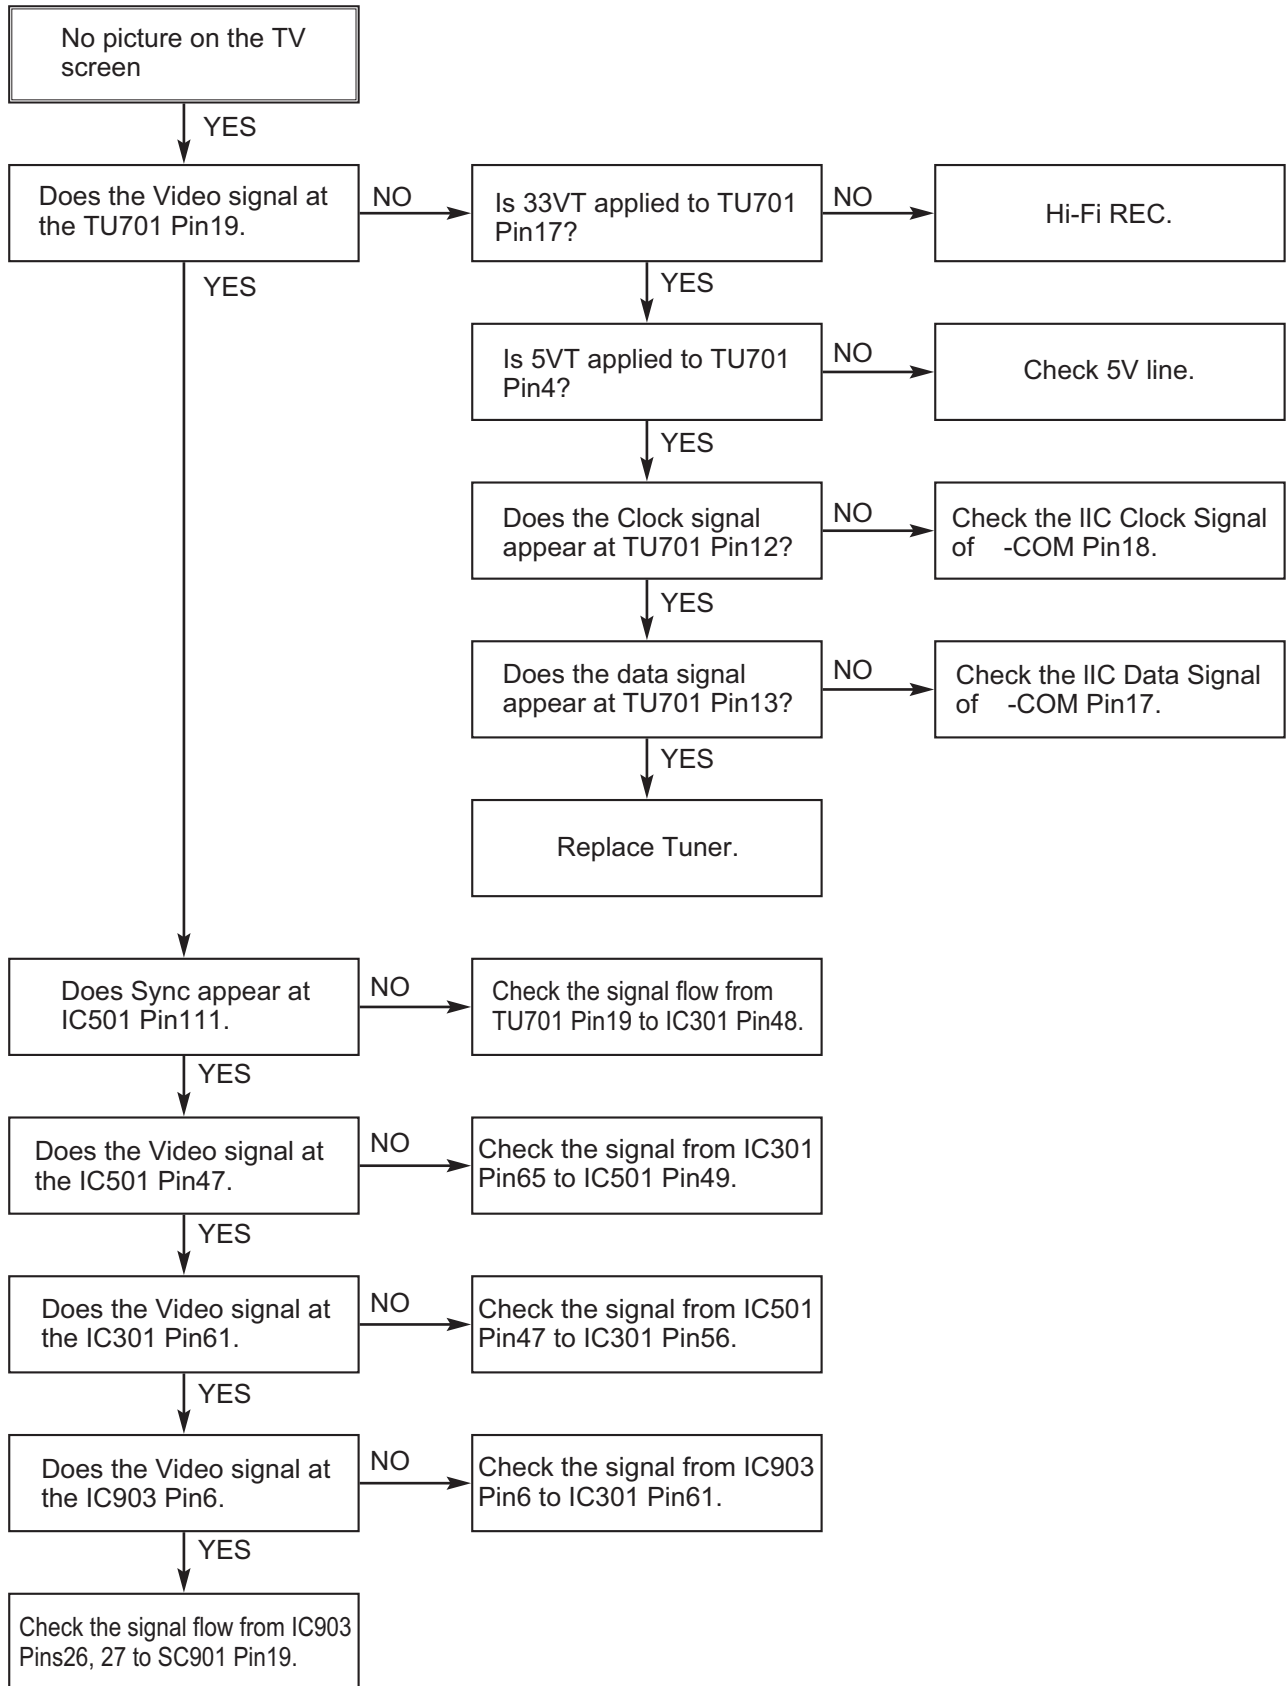 No picture on the TV
screen
YES
Does the Video signal at
the TU701 Pin19.
NO
Is 33VT applied to TU701
Pin17?
NO
Hi-Fi REC.
YES
YES
Is 5VT applied to TU701
Pin4?
NO
Check 5V line.
YES
Does the Clock signal
appear at TU701 Pin12?
NO
Check the IIC Clock Signal
of -COM Pin18.
YES
Does the data signal
appear at TU701 Pin13?
NO
Check the IIC Data Signal
of -COM Pin17.
YES
Replace Tuner.
Does Sync appear at
IC501 Pin111.
NO
Check the signal flow from
TU701 Pin19 to IC301 Pin48.
YES
Does the Video signal at
the IC501 Pin47.
NO
Check the signal from IC301
Pin65 to IC501 Pin49.
YES
Does the Video signal at
the IC301 Pin61.
NO
Check the signal from IC501
Pin47 to IC301 Pin56.
YES
Does the Video signal at
the IC903 Pin6.
NO
Check the signal from IC903
Pin6 to IC301 Pin61.
YES
Check the signal flow from IC903
Pins26, 27 to SC901 Pin19.